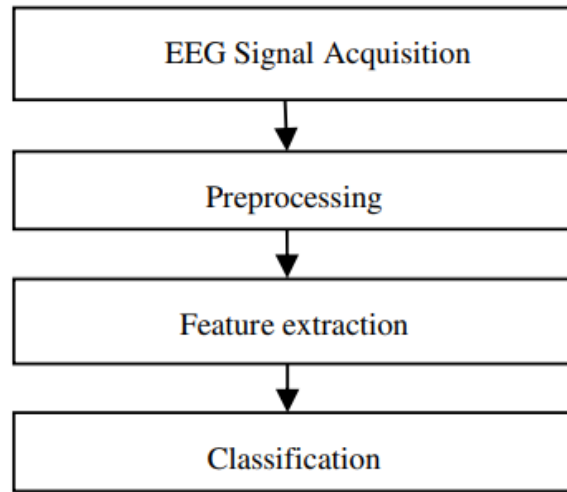 EEG Signal Acquisition
Preprocessing
Feature extraction
Classification